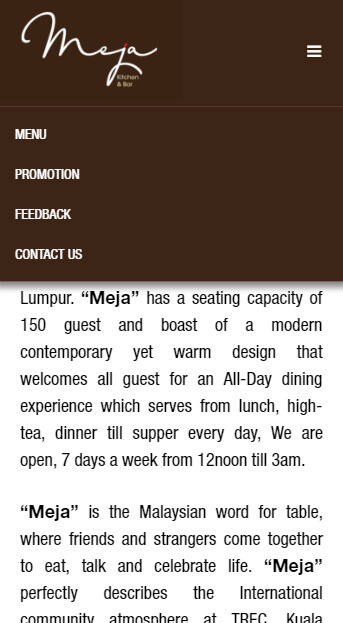 Meja
Kitchen
& Bar
MENU
PROMOTION
FEEDBACK
CONTACT US
Lumpur. “Meja” has a seating capacity of
150 guest and boast of a modern
contemporary yet warm design that
welcomes all guest for an All-Day dining
experience which serves from lunch, high-
tea, dinner till supper every day, We are
open, 7 days a week from 12noon till 3am.
“Meja” is the Malaysian word for table,
where friends and strangers come together
to eat, talk and celebrate life. “Meja”
perfectly describes the International
community atmosphere at TREC, Kuala